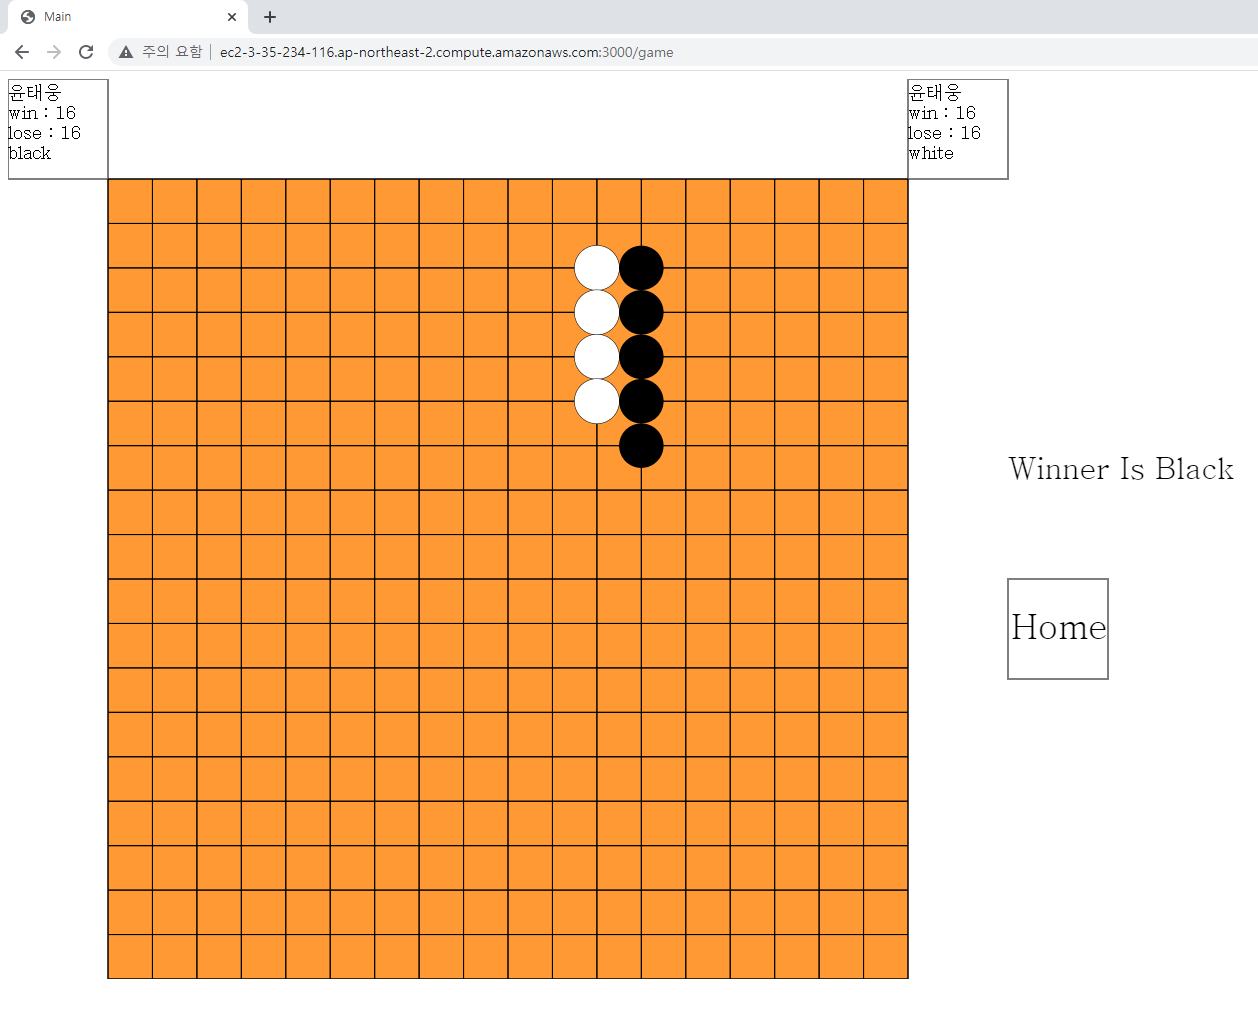 Main
주의 요함 ec2-3-35-234-116.ap-northeast-2.compute.amazonaws.com:3000/game
윤태웅
win : 16
lose : 16
black
윤태웅
win : 16
lose : 16
white
Winner Is Black
Home